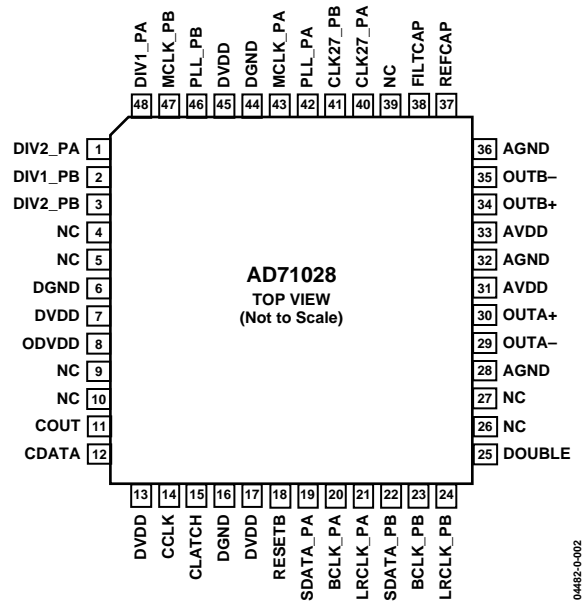 DIV1_PA
MCLK_PB
PLL_PB
DVDD
DGND
MCLK_PA
PLL_PA
CLK27_PB
CLK27_PA
NC
FILTCAP
REFCAP
48 47 46 45 44 43 42 41 40 39 38 37
DIV2_PA 1
DIV1_PB 2
DIV2_PB 3
NC 4
NC 5
DGND 6
DVDD 7
ODVDD 8
NC 9
NC 10
COUT 11
CDATA 12
AD71028
TOP VIEW
(Not to Scale)
36 AGND
35 OUTB–
34 OUTB+
33 AVDD
32 AGND
31 AVDD
30 OUTA+
29 OUTA–
28 AGND
27 NC
26 NC
25 DOUBLE
13 14 15 16 17 18 19 20 21 22 23 24
DVDD
CCLK
CLATCH
DGND
DVDD
RESETB
SDATA_PA
BCLK_PA
LRCLK_PA
SDATA_PB
BCLK_PB
LRCLK_PB
04482-0-002